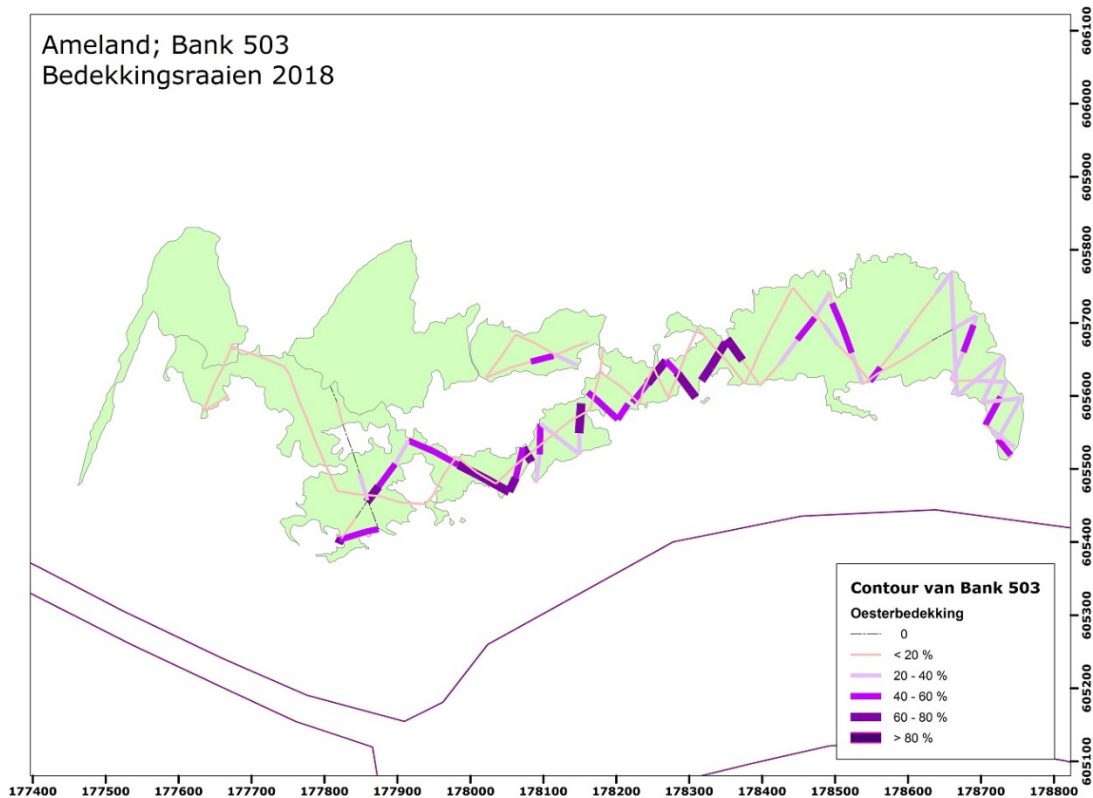 Ameland; Bank 503
Bedekkingsraaien 2018
606100
606000
605900
605800
605700
605600
605500
605400
605300
605200
605100
Contour van Bank 503
Oesterbedekking
0
< 20 %
20 - 40 %
40 - 60 %
60 - 80 %
> 80 %
177400 177500 177600 177700 177800 177900 178000 178100 178200 178300 178400 178500 178600 178700 178800